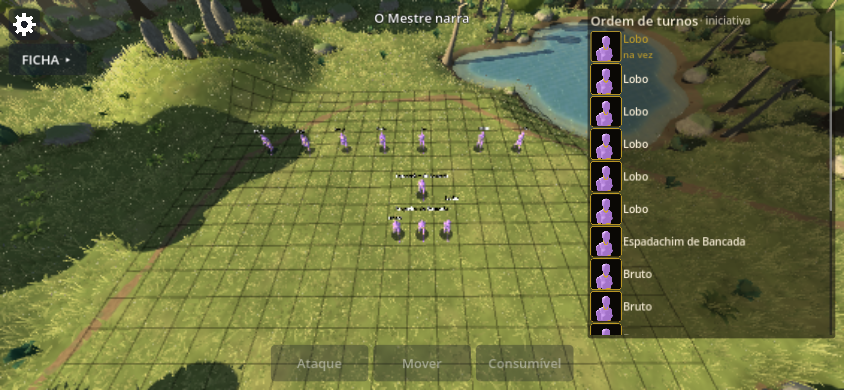 O Mestre narra
FICHA ▸
Ordem de turnos · iniciativa
Lobo
na vez
Lobo
Lobo
Lobo
Lobo
Lobo
Espadachim de Bancada
Bruto
Bruto
Ataque
Mover
Consumível